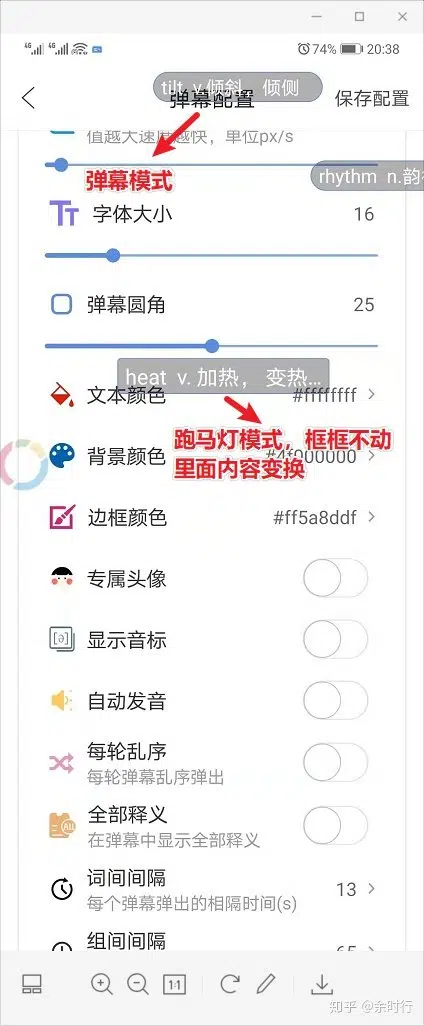 4G 4G 74% 20:38
tilt v.倾斜, 倾侧
弹幕配置
保存配置
值越大速度越快，单位px/s
弹幕模式
rhythm n.韵
字体大小 16
弹幕圆角 25
heat v. 加热， 变热...
文本颜色 #ffffffff
跑马灯模式，框框不动
里面内容变换
背景颜色 #4f000000
边框颜色 #ff5a8ddf
专属头像
显示音标
自动发音
每轮乱序
每轮弹幕乱序弹出
ALL
全部释义
在弹幕中显示全部释义
词间间隔 13
每个弹幕弹出的相隔时间(s)
组间间隔
1:1
知乎 @余时行